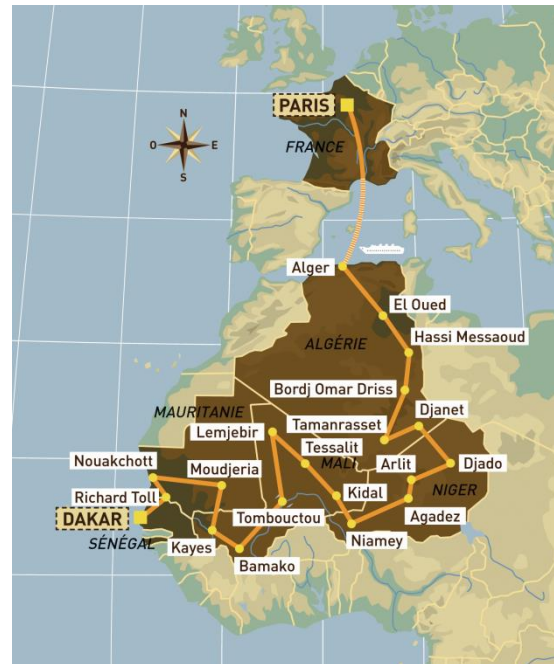 PARIS
FRANCE
N
O
E
S
Alger
El Oued
Hassi Messaoud
ALGÉRIE
Bordj Omar Driss
MAURITANIE
Djanet
Tamanrasset
Lemjebir
Tessalit
MALI
Nouakchott
Moudjeria
Arlit
Djado
Richard Toll
Kidal
NIGER
DAKAR
Tombouctou
Agadez
SÉNÉGAL
Kayes
Niamey
Bamako